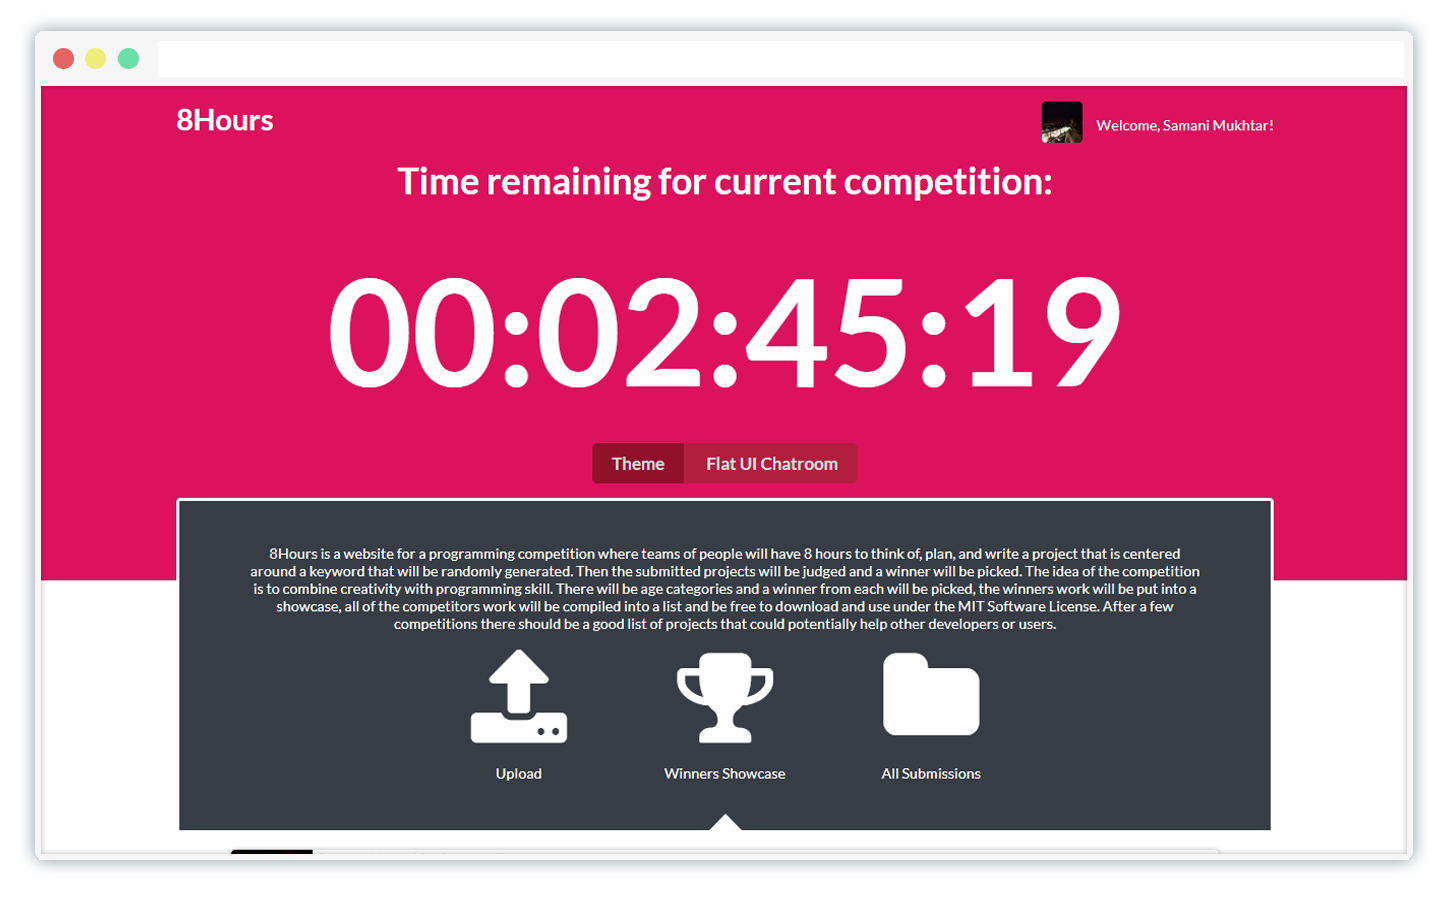 8Hours
Welcome, Samani Mukhtar!
Time remaining for current competition:
00:02:45:19
Theme
Flat UI Chatroom
8Hours is a website for a programming competition where teams of people will have 8 hours to think of, plan, and write a project that is centered
around a keyword that will be randomly generated. Then the submitted projects will be judged and a winner will be picked. The idea of the competition
is to combine creativity with programming skill. There will be age categories and a winner from each will be picked, the winners work will be put into a
showcase, all of the competitors work will be compiled into a list and be free to download and use under the MIT Software License. After a few
competitions there should be a good list of projects that could potentially help other developers or users.
Upload
Winners Showcase
All Submissions